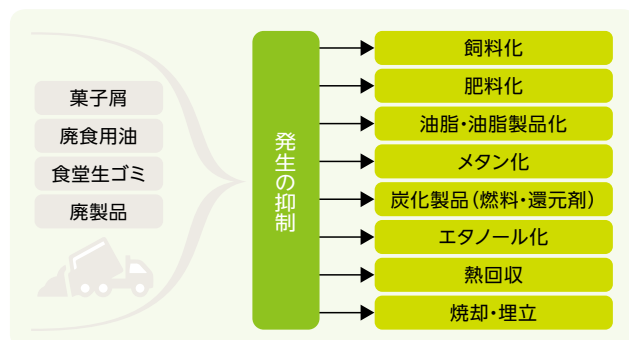 菓子屑
廃食用油
食堂生ゴミ
廃製品
発生の抑制
飼料化
肥料化
油脂・油脂製品化
メタン化
炭化製品（燃料・還元剤）
エタノール化
熱回収
焼却・埋立